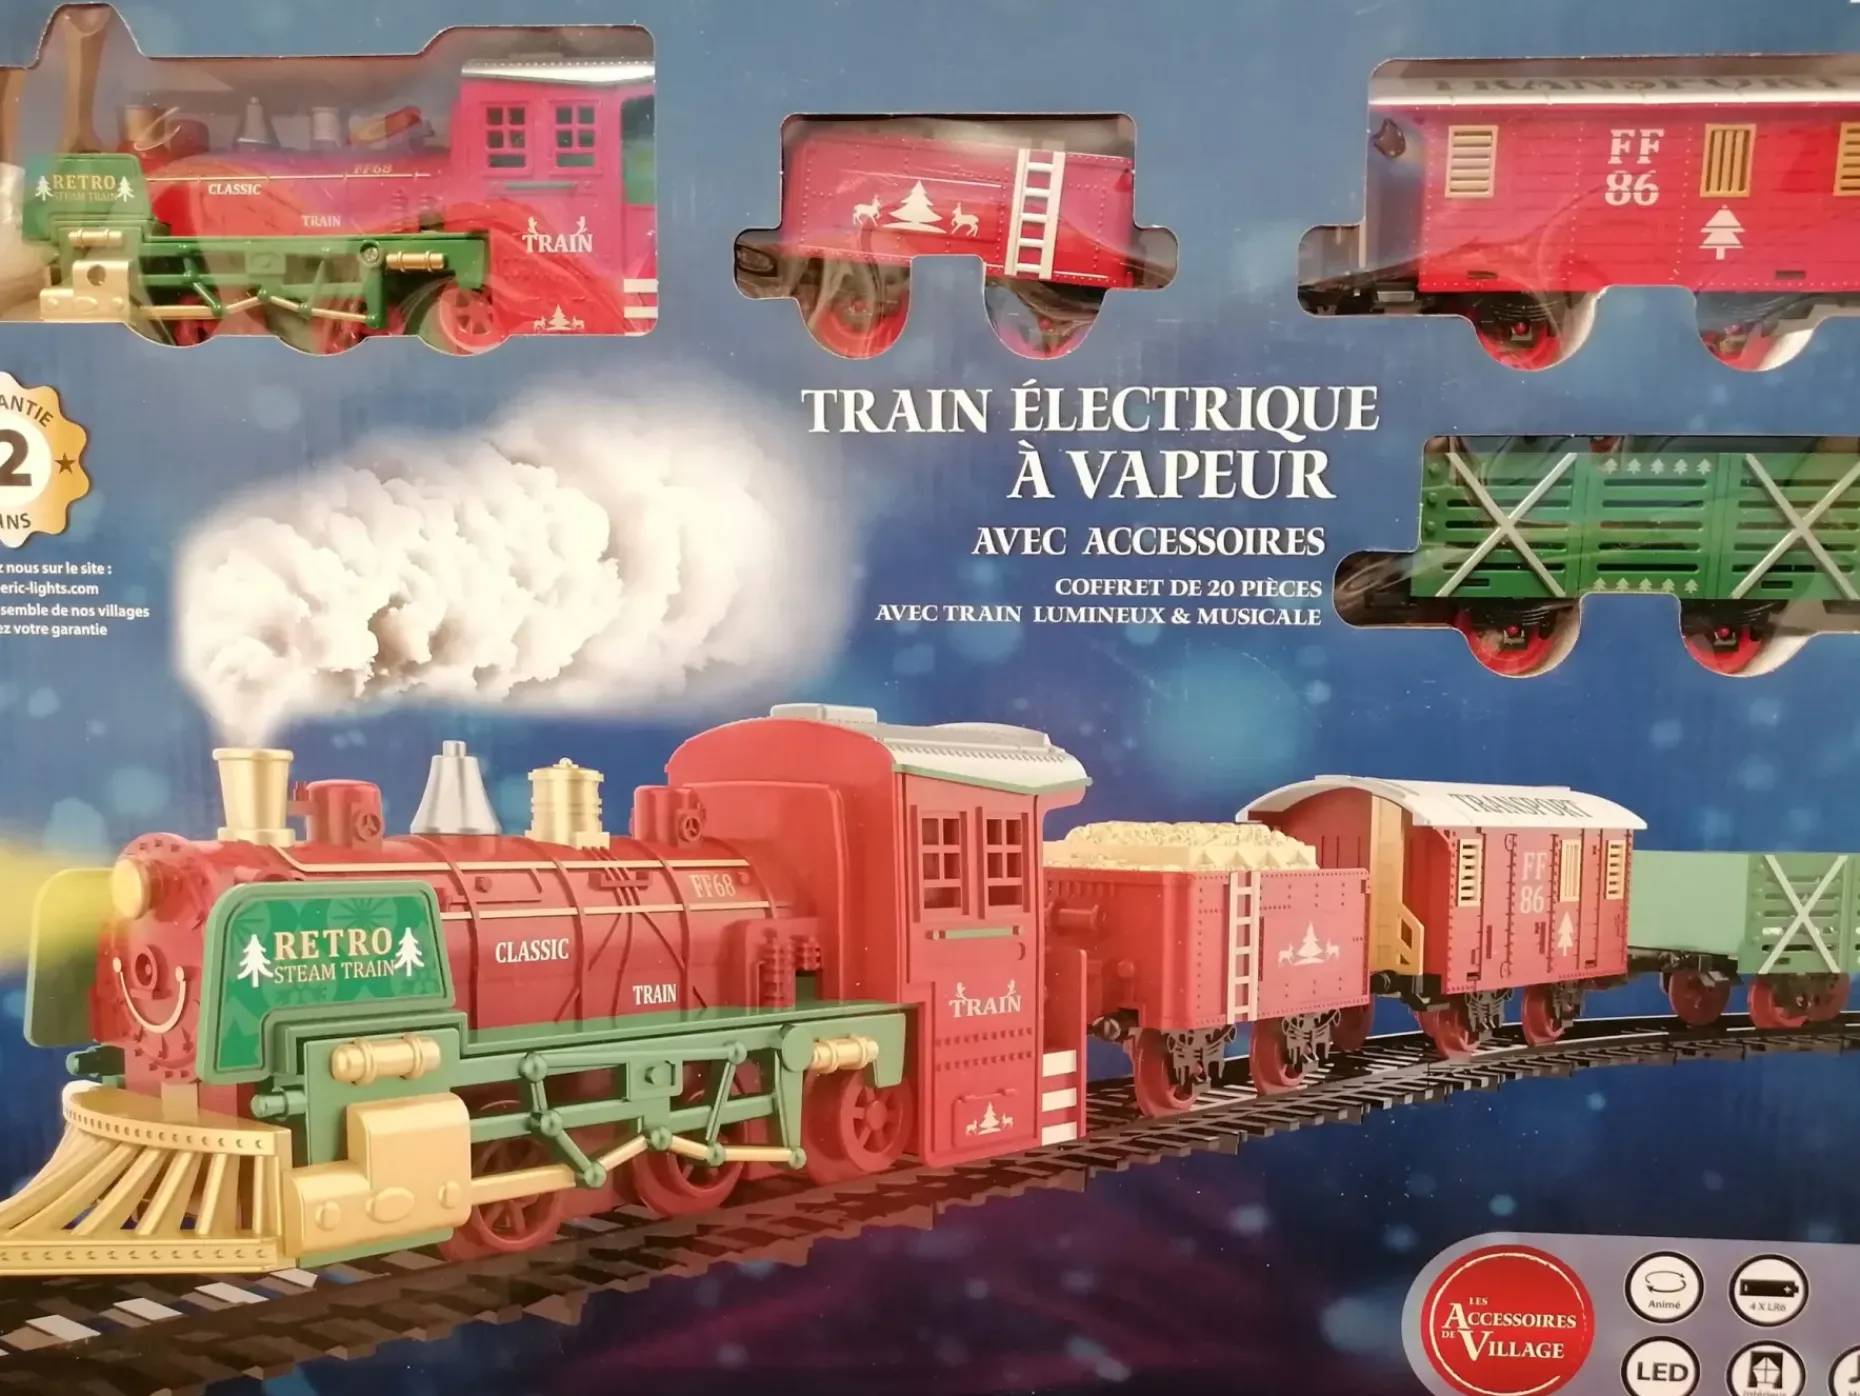 RETRO
STEAM TRAIN
CLASSIC
FF68
TRAIN
TRAIN
TRANSPORT
FF
86
ANTIE
2
ANS
z nous sur le site :
eric-lights.com
semble de nos villages
ez votre garantie
TRAIN ÉLECTRIQUE
À VAPEUR
AVEC ACCESSOIRES
COFFRET DE 20 PIÈCES
AVEC TRAIN LUMINEUX & MUSICALE
RETRO
STEAM TRAIN
CLASSIC
FF68
TRAIN
TRAIN
TRANSPORT
FF
86
LES
ACCESSOIRES
DE VILLAGE
Animé
4 X LR6
LED